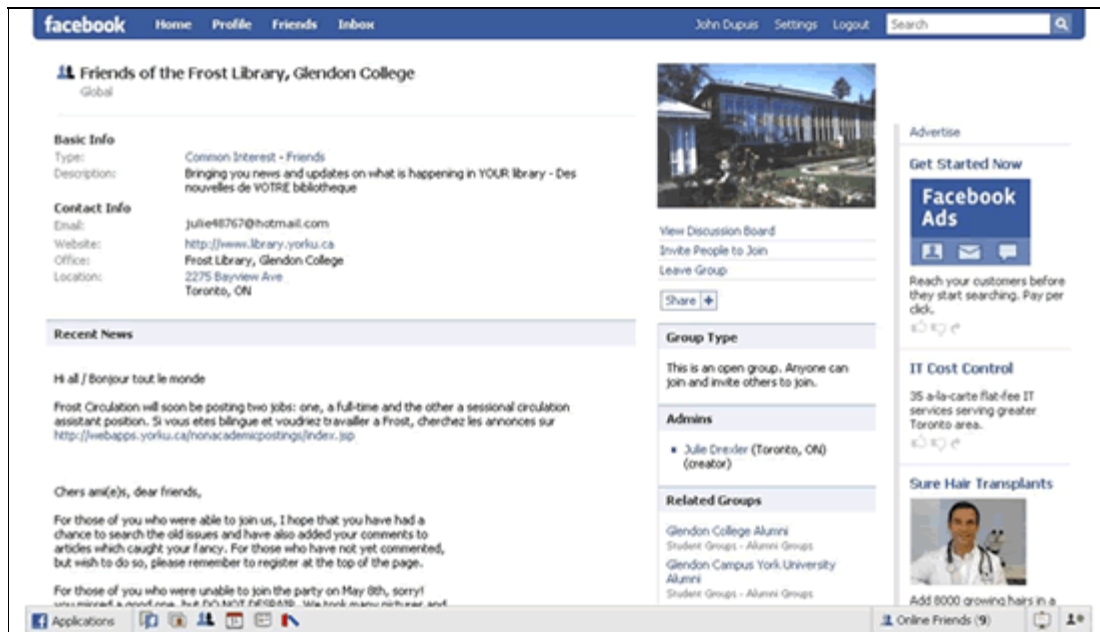 facebook Home Profile Friends Inbox John Dupuis Settings Logout Search
Friends of the Frost Library, Glendon College
Global
Basic Info
Type: Common Interest - Friends
Description: Bringing you news and updates on what is happening in YOUR library - Des
nouvelles de VOTRE bibliotheque
Contact Info
Email: julie48767@hotmail.com
Website: http://www.library.yorku.ca
Office: Frost Library, Glendon College
Location: 2275 Bayview Ave
Toronto, ON
Recent News
Hi all / Bonjour tout le monde
Frost Circulation will soon be posting two jobs: one, a full-time and the other a sessional circulation
assistant position. Si vous etes bilingue et voudriez travailler a Frost, cherchez les annonces sur
http://webapps.yorku.ca/nonacademicpostings/index.jsp
Chers ami(e)s, dear friends,
For those of you who were able to join us, I hope that you have had a
chance to search the old issues and have also added your comments to
articles which caught your fancy. For those who have not yet commented,
but wish to do so, please remember to register at the top of the page.
For those of you who were unable to join the party on May 8th, sorry!
you missed a good one, but DO NOT DESPAIR. We took many pictures and
View Discussion Board
Invite People to Join
Leave Group
Share +
Group Type
This is an open group. Anyone can
join and invite others to join.
Admins
Julie Drexler (Toronto, ON)
(creator)
Related Groups
Glendon College Alumni
Student Groups - Alumni Groups
Glendon Campus York University
Alumni
Student Groups - Alumni Groups
Advertise
Get Started Now
Facebook
Ads
Reach your customers before
they start searching. Pay per
click.
IT Cost Control
35 a-la-carte flat-fee IT
services serving greater
Toronto area.
Sure Hair Transplants
Add 8000 growing hairs in a
Applications
Online Friends (9)